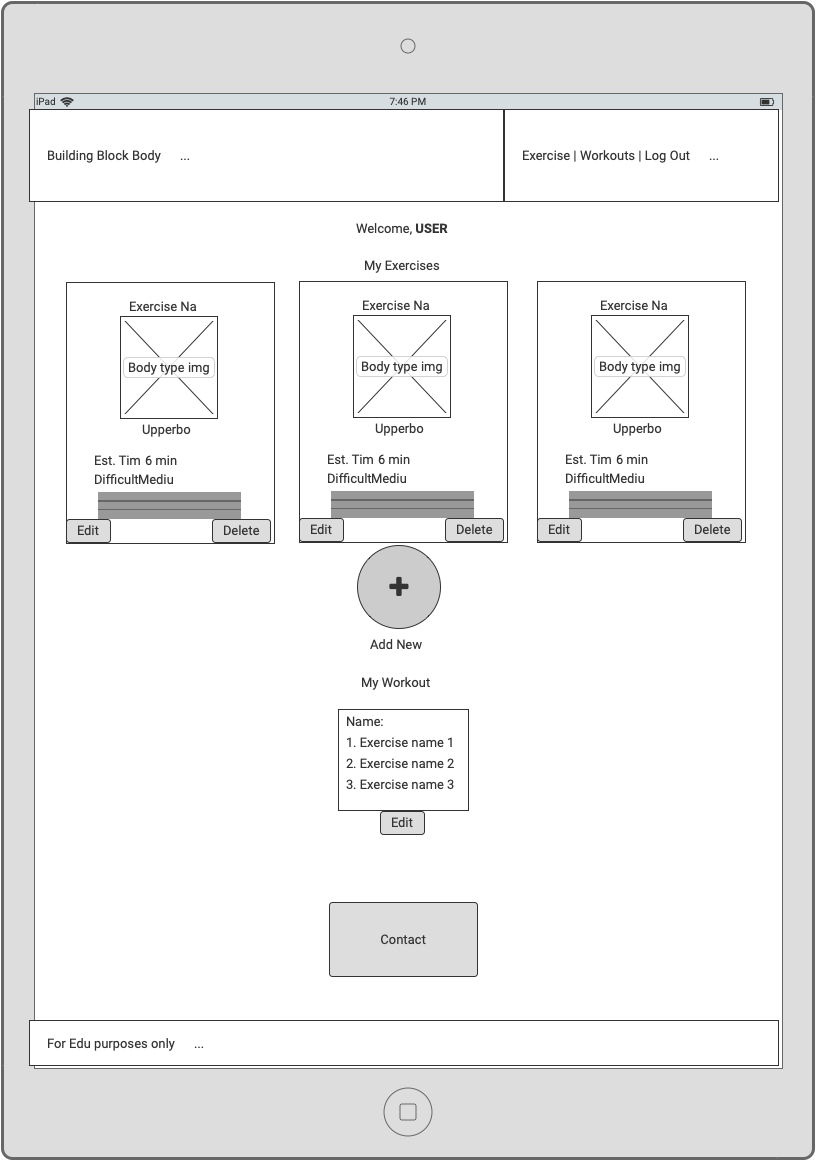 iPad 7:46 PM
Building Block Body ... Exercise | Workouts | Log Out ...
Welcome, USER
My Exercises
Exercise Na Exercise Na Exercise Na
Body type img Body type img Body type img
Upperbo Upperbo Upperbo
Est. Tim 6 min Est. Tim 6 min Est. Tim 6 min
DifficultMediu DifficultMediu DifficultMediu
Edit Delete Edit Delete Edit Delete
Add New
My Workout
Name:
1. Exercise name 1
2. Exercise name 2
3. Exercise name 3
Edit
Contact
For Edu purposes only ...